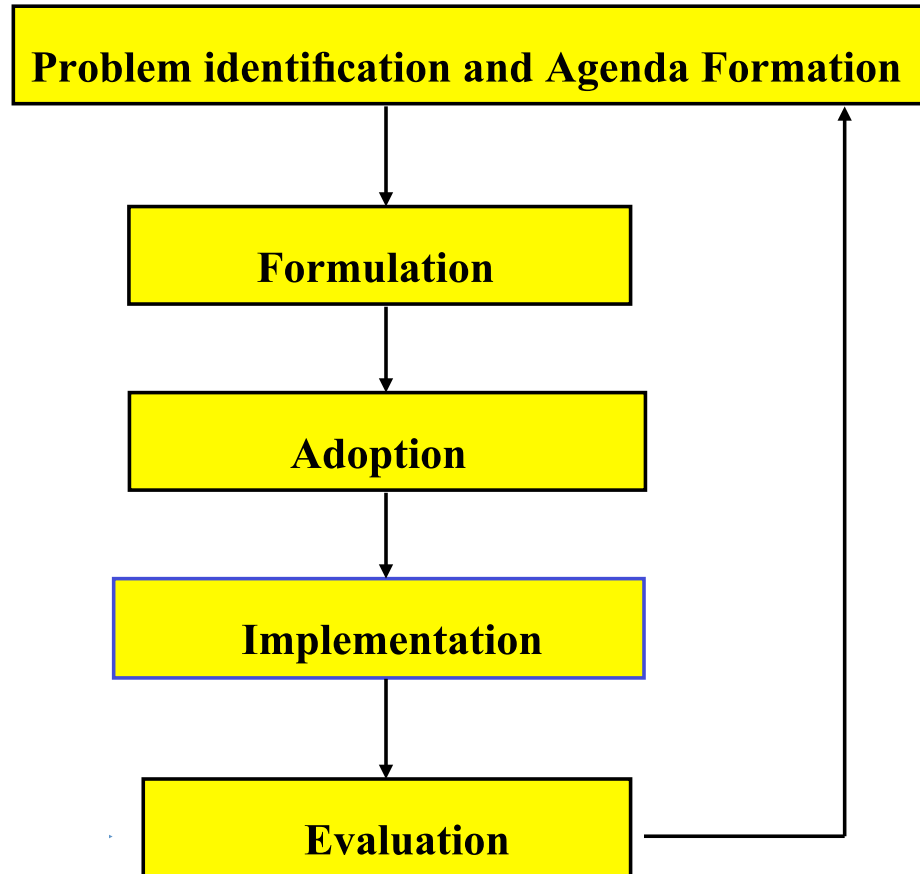 Problem identification and Agenda Formation
Formulation
Adoption
Implementation
Evaluation